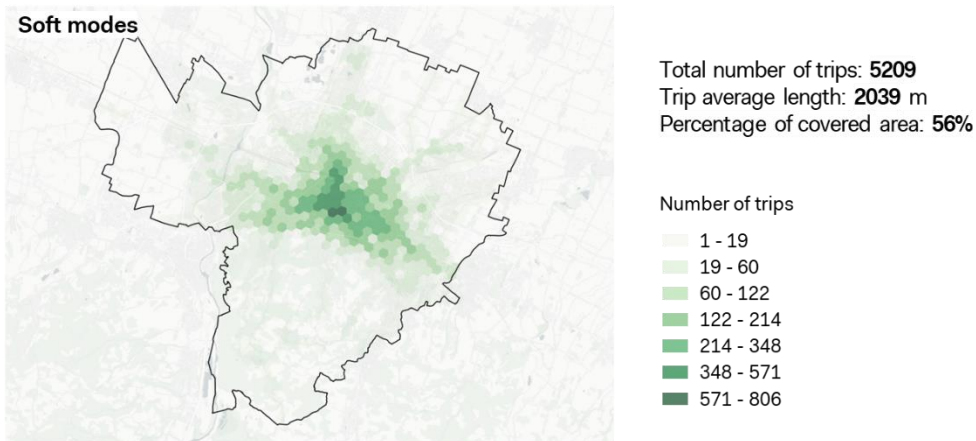 Soft modes
Total number of trips: 5209
Trip average length: 2039 m
Percentage of covered area: 56%
Number of trips
1 - 19
19 - 60
60 - 122
122 - 214
214 - 348
348 - 571
571 - 806